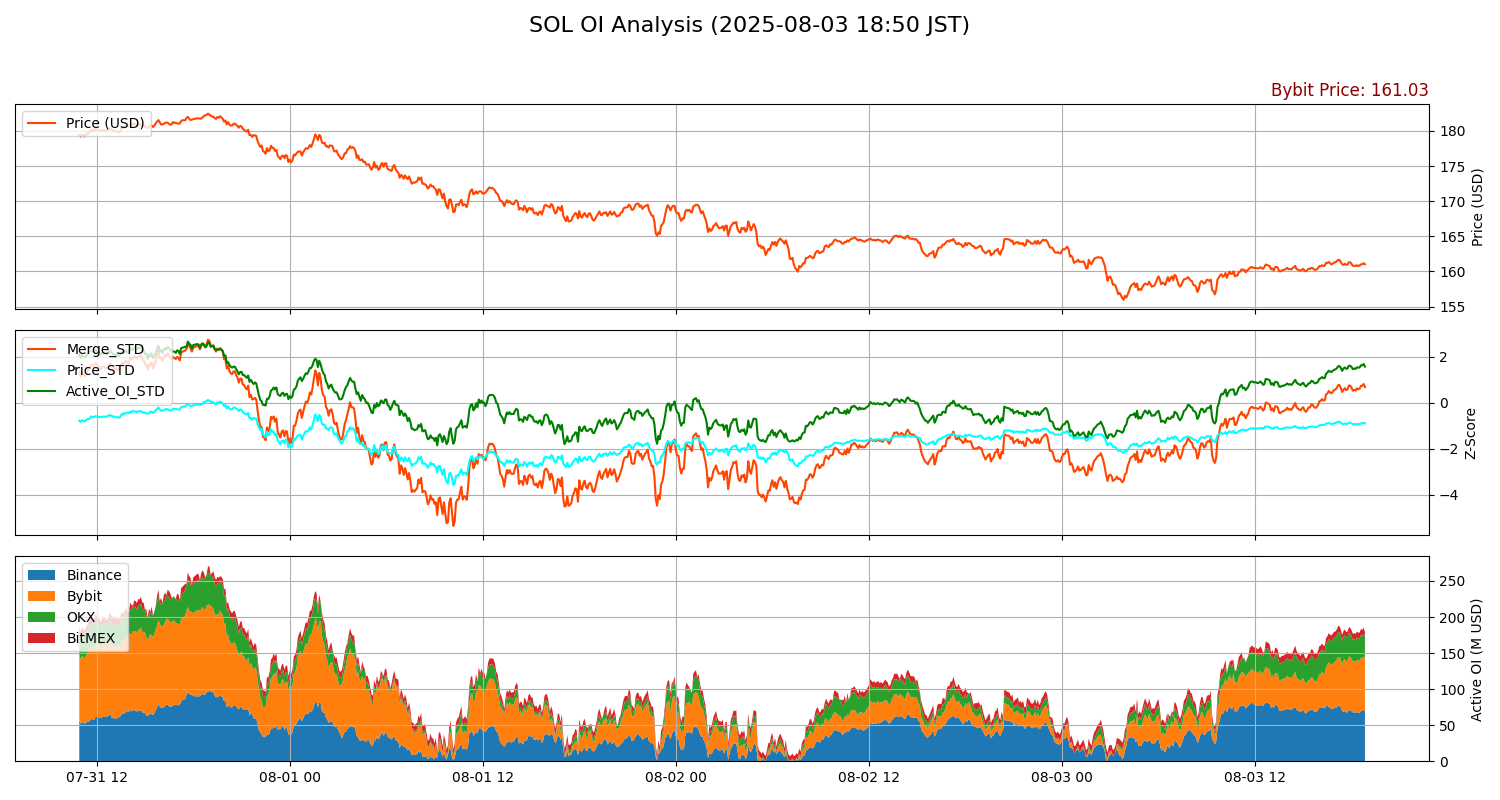 SOL OI Analysis (2025-08-03 18:50 JST)
Bybit Price: 161.03
Price (USD)
180
175
170
165
160
155
Price (USD)
Merge_STD
Price_STD
Active_OI_STD
2
0
−2
−4
Z-Score
Binance
Bybit
OKX
BitMEX
250
200
150
100
50
0
Active OI (M USD)
07-31 12
08-01 00
08-01 12
08-02 00
08-02 12
08-03 00
08-03 12